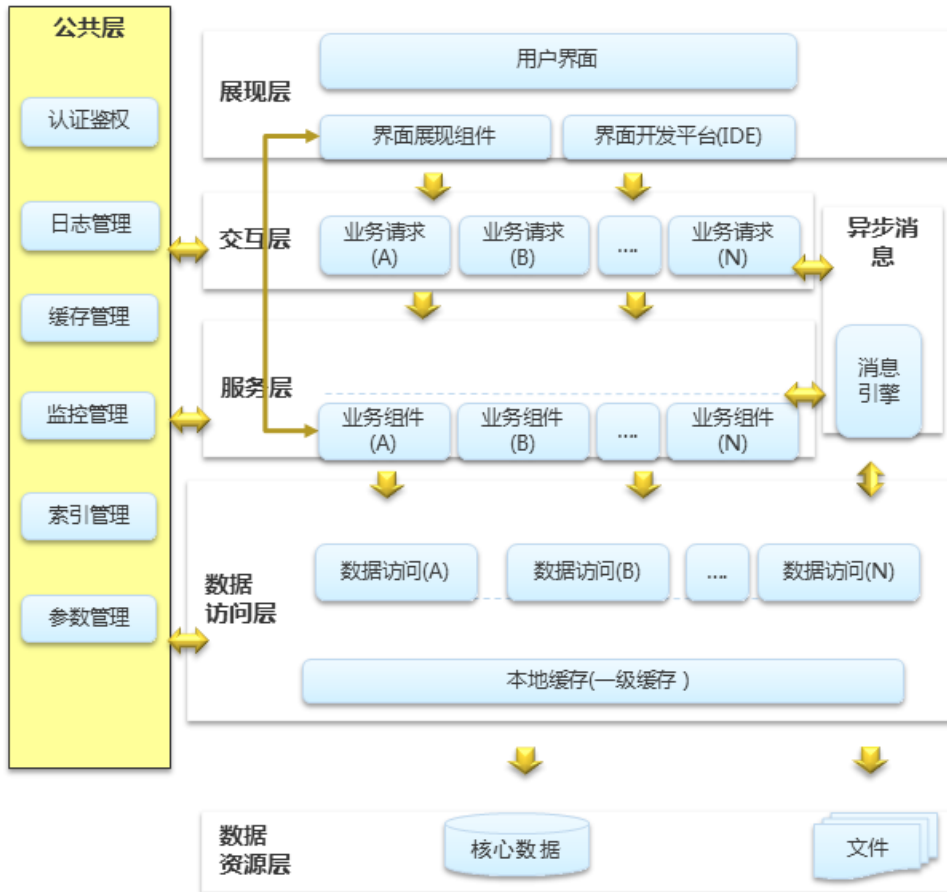 公共层
认证鉴权
日志管理
缓存管理
监控管理
索引管理
参数管理
展现层
用户界面
界面展现组件
界面开发平台(IDE)
交互层
业务请求
(A)
业务请求
(B)
....
业务请求
(N)
异步消
息
消息
引擎
服务层
业务组件
(A)
业务组件
(B)
....
业务组件
(N)
数据
访问层
数据访问(A)
数据访问(B)
....
数据访问(N)
本地缓存(一级缓存 )
数据
资源层
核心数据
文件